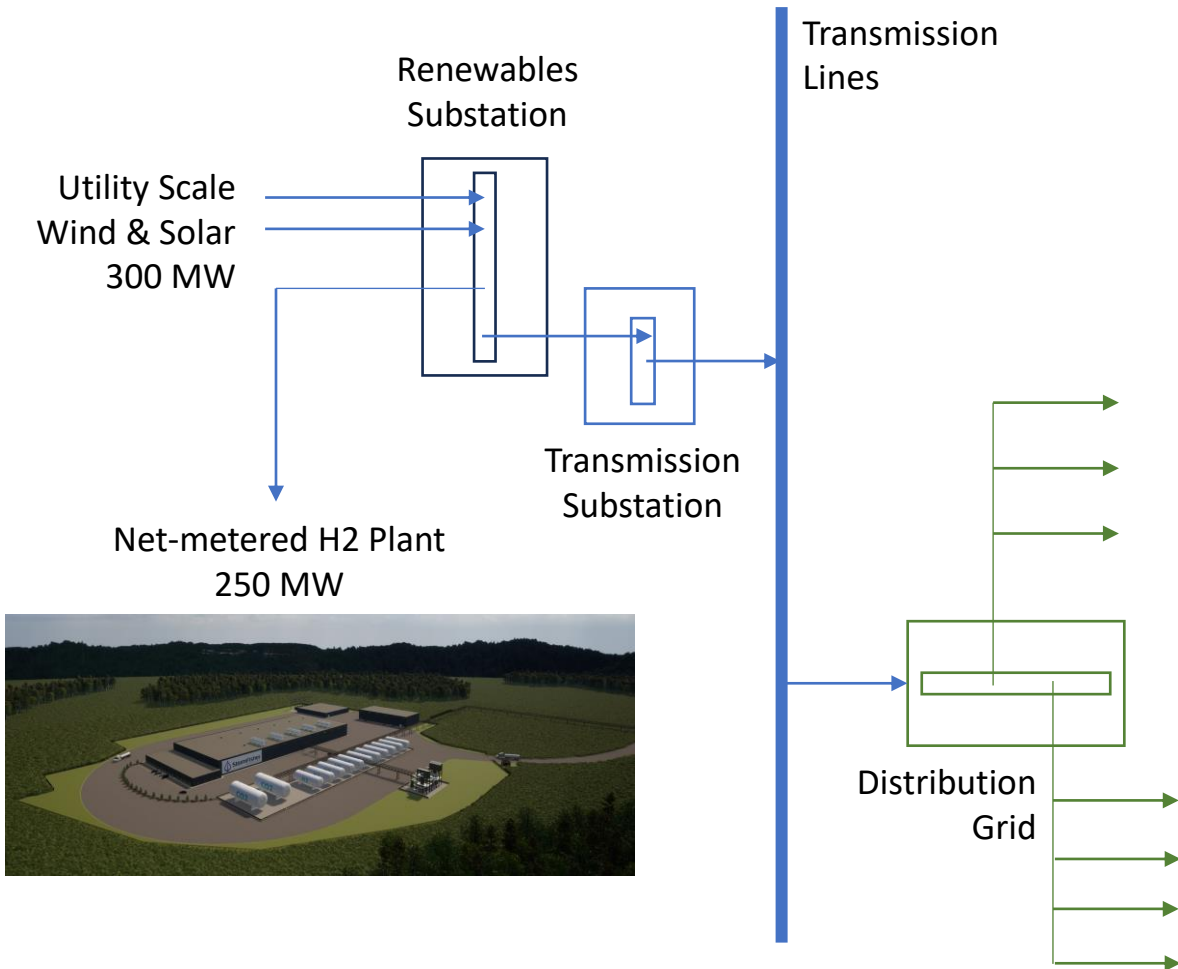 Transmission
Lines
Renewables
Substation
Utility Scale
Wind & Solar
300 MW
Transmission
Substation
Net-metered H2 Plant
250 MW
Distribution
Grid